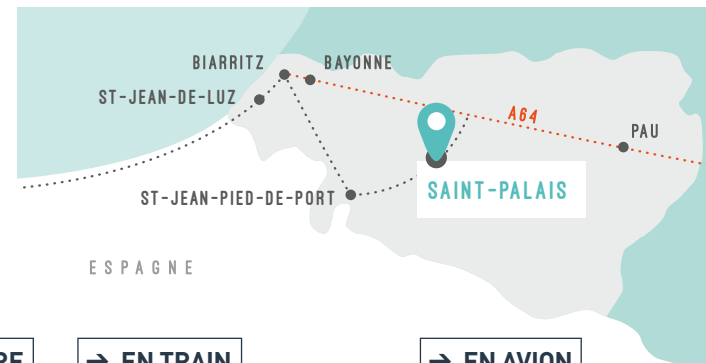 BIARRITZ
BAYONNE
ST-JEAN-DE-LUZ
A64
PAU
SAINT-PALAIS
ST-JEAN-PIED-DE-PORT
ESPAGNE
RE
→ EN TRAIN
→ EN AVION